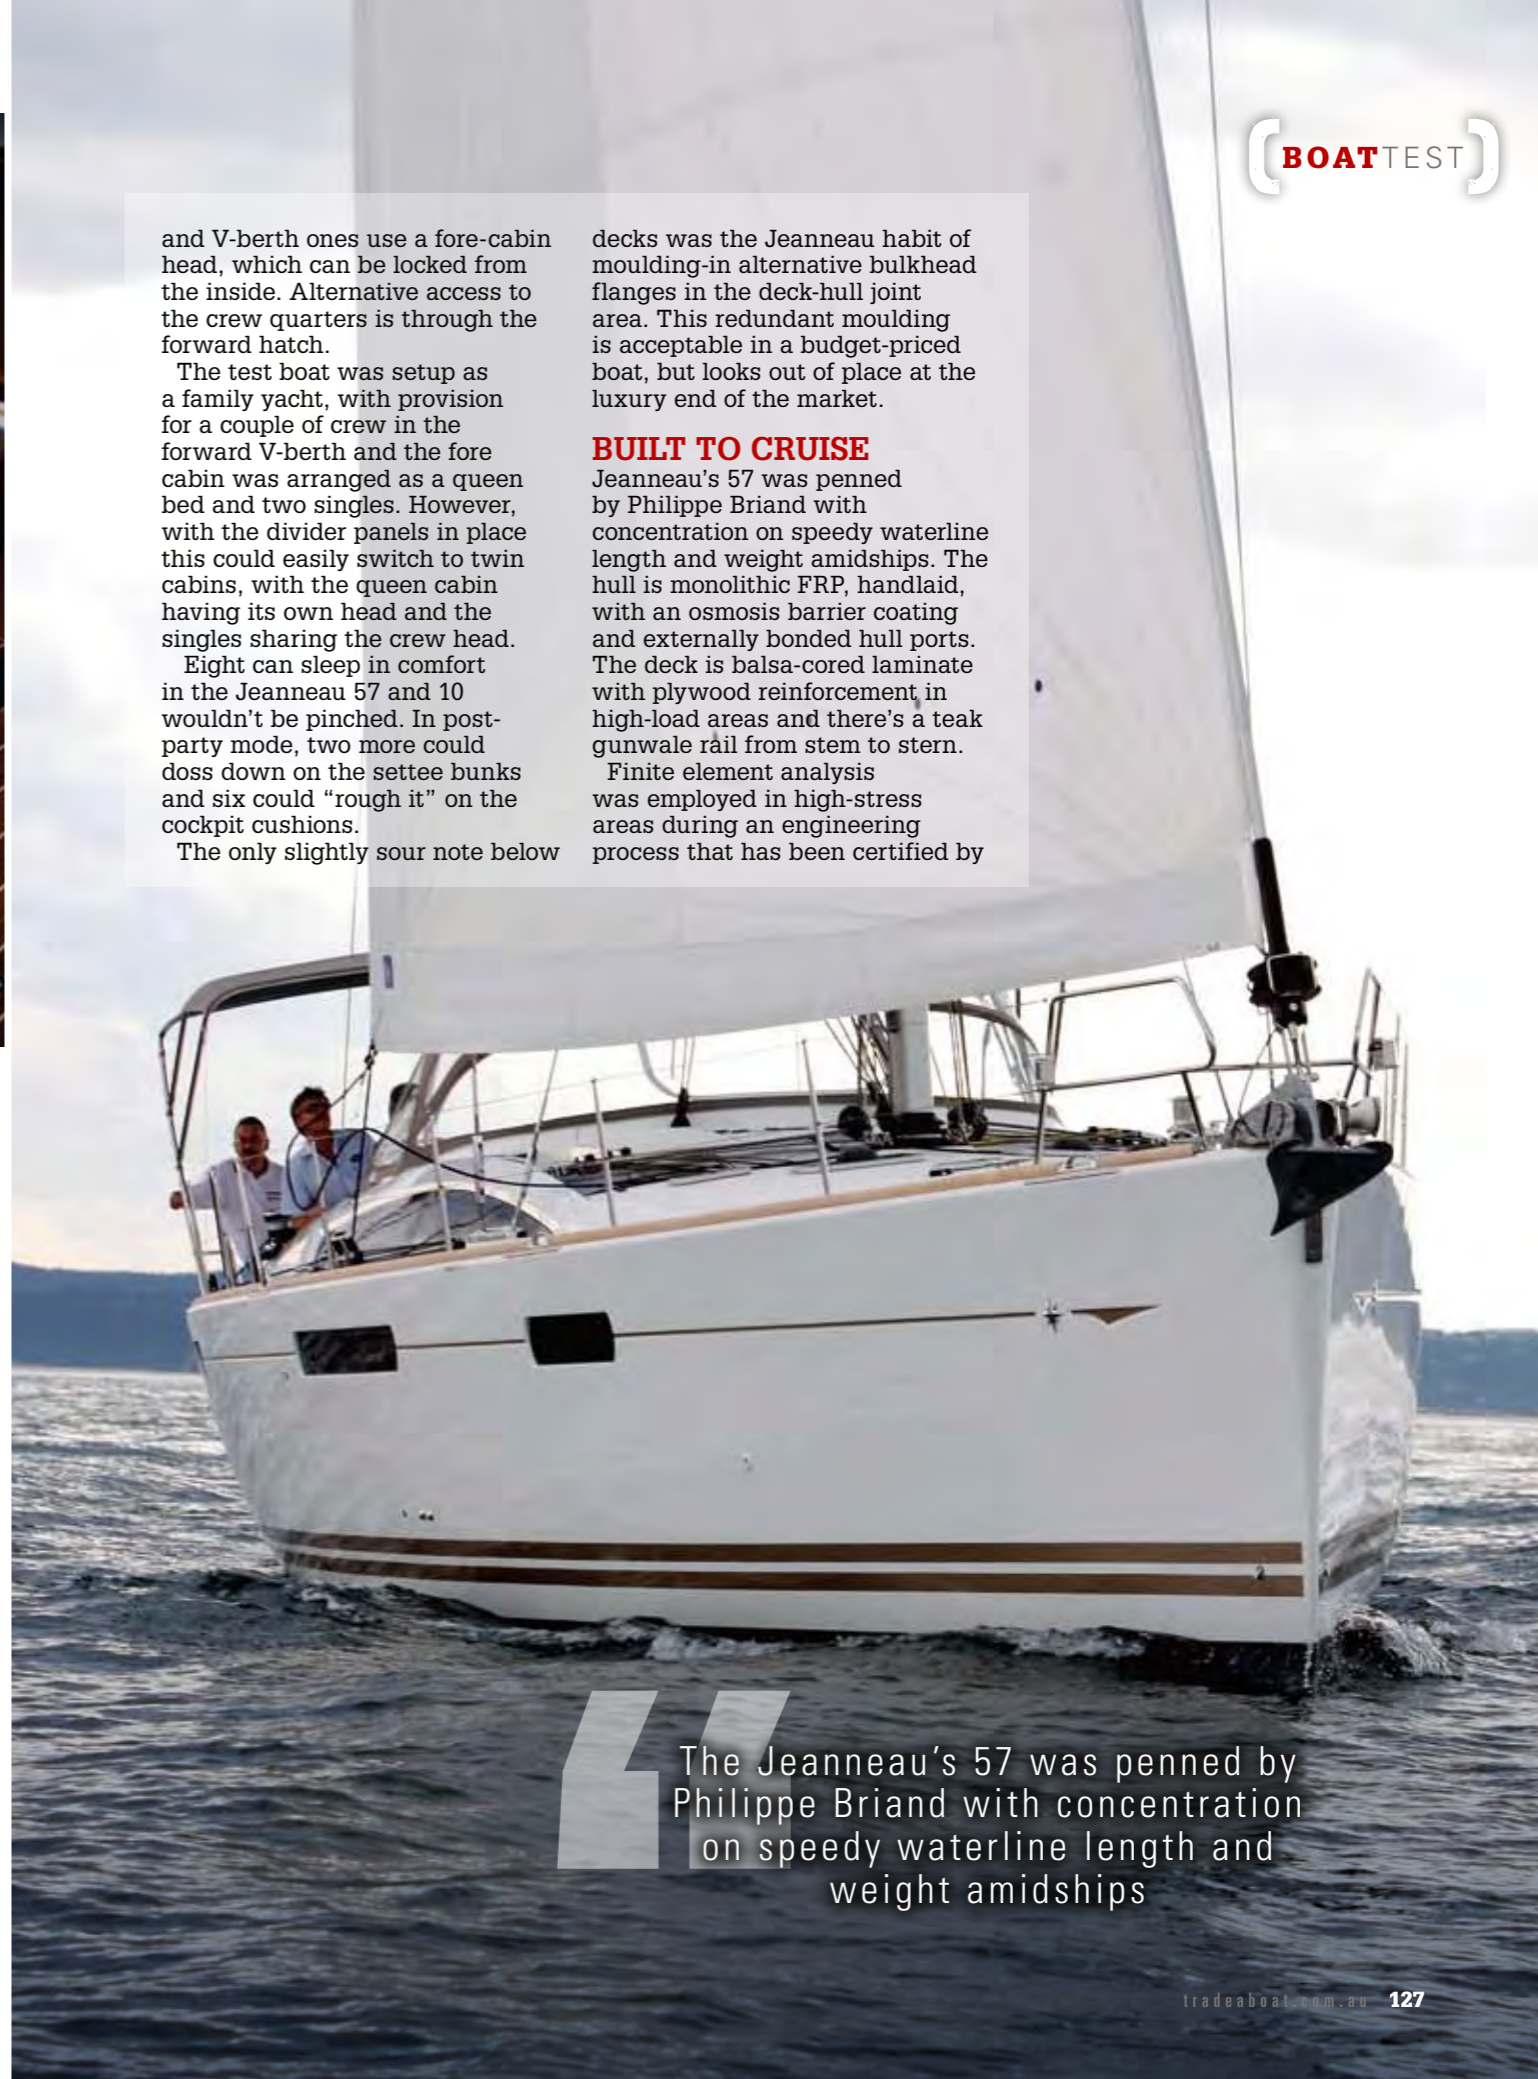 BOATTEST
and V-berth ones use a fore-cabin
head, which can be locked from
the inside. Alternative access to
the crew quarters is through the
forward hatch.
The test boat was setup as
a family yacht, with provision
for a couple of crew in the
forward V-berth and the fore
cabin was arranged as a queen
bed and two singles. However,
with the divider panels in place
this could easily switch to twin
cabins, with the queen cabin
having its own head and the
singles sharing the crew head.
Eight can sleep in comfort
in the Jeanneau 57 and 10
wouldn't be pinched. In post-
party mode, two more could
doss down on the settee bunks
and six could “rough it” on the
cockpit cushions.
The only slightly sour note below
decks was the Jeanneau habit of
moulding-in alternative bulkhead
flanges in the deck-hull joint
area. This redundant moulding
is acceptable in a budget-priced
boat, but looks out of place at the
luxury end of the market.
BUILT TO CRUISE
Jeanneau's 57 was penned
by Philippe Briand with
concentration on speedy waterline
length and weight amidships. The
hull is monolithic FRP, handlaid,
with an osmosis barrier coating
and externally bonded hull ports.
The deck is balsa-cored laminate
with plywood reinforcement in
high-load areas and there's a teak
gunwale rail from stem to stern.
Finite element analysis
was employed in high-stress
areas during an engineering
process that has been certified by
“
The Jeanneau's 57 was penned by
Philippe Briand with concentration
on speedy waterline length and
weight amidships
tradeaboat.com.au 127